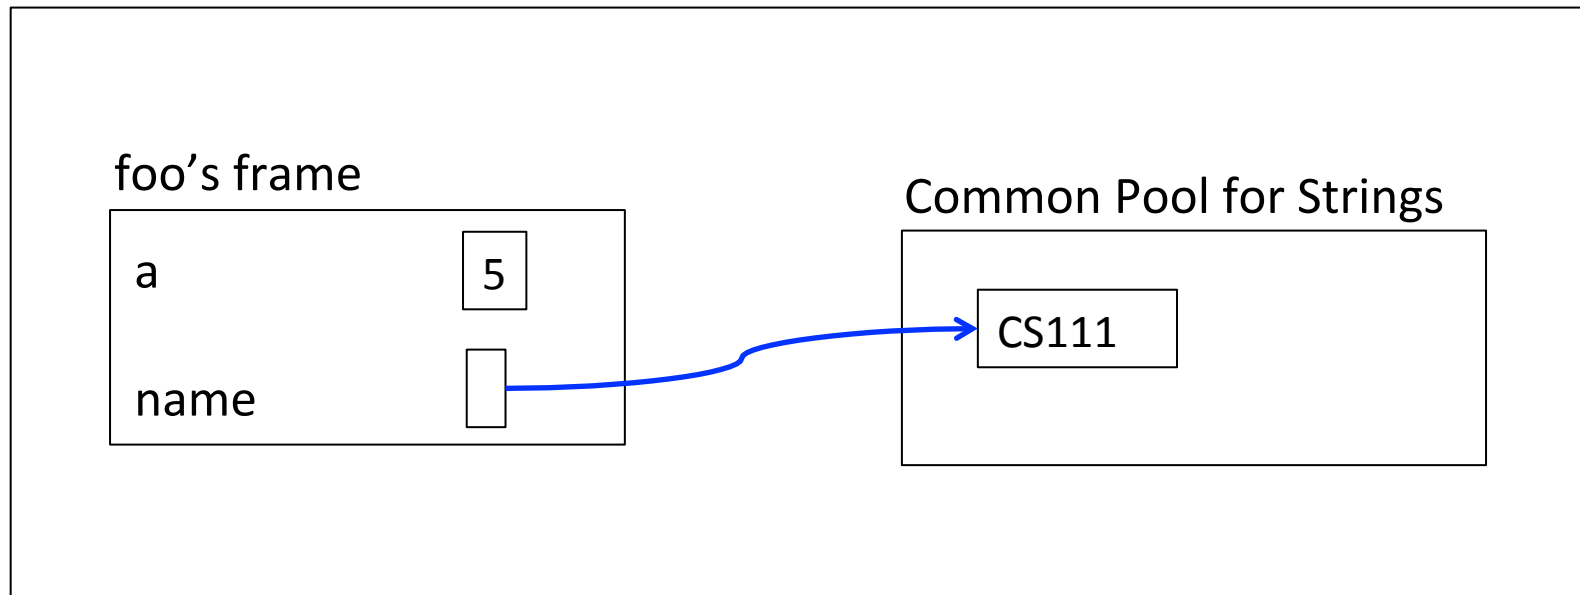 foo’s frame
a
5
name
Common Pool for Strings
CS111